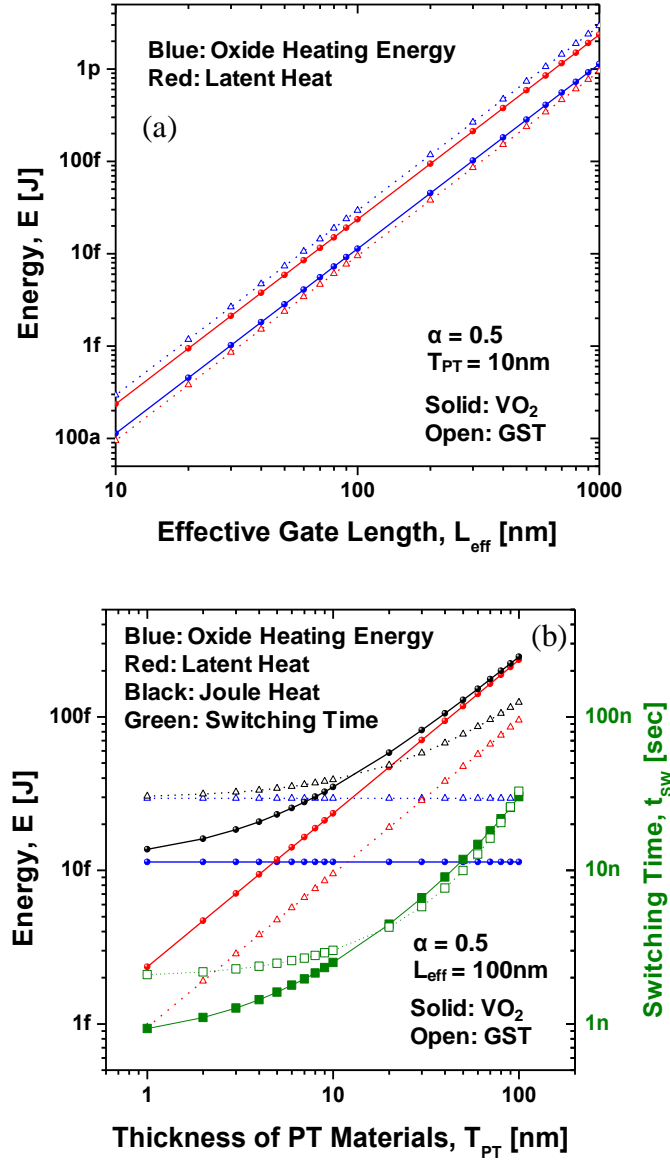 Blue: Oxide Heating Energy
Red: Latent Heat
(a)
1p
100f
10f
1f
100a
Energy, E [J]
α = 0.5
T_PT = 10nm
Solid: VO₂
Open: GST
10
100
1000
Effective Gate Length, L_eff [nm]
Blue: Oxide Heating Energy
Red: Latent Heat
Black: Joule Heat
Green: Switching Time
(b)
100f
10f
1f
Energy, E [J]
100n
10n
1n
Switching Time, t_SW [sec]
α = 0.5
L_eff = 100nm
Solid: VO₂
Open: GST
1
10
100
Thickness of PT Materials, T_PT [nm]